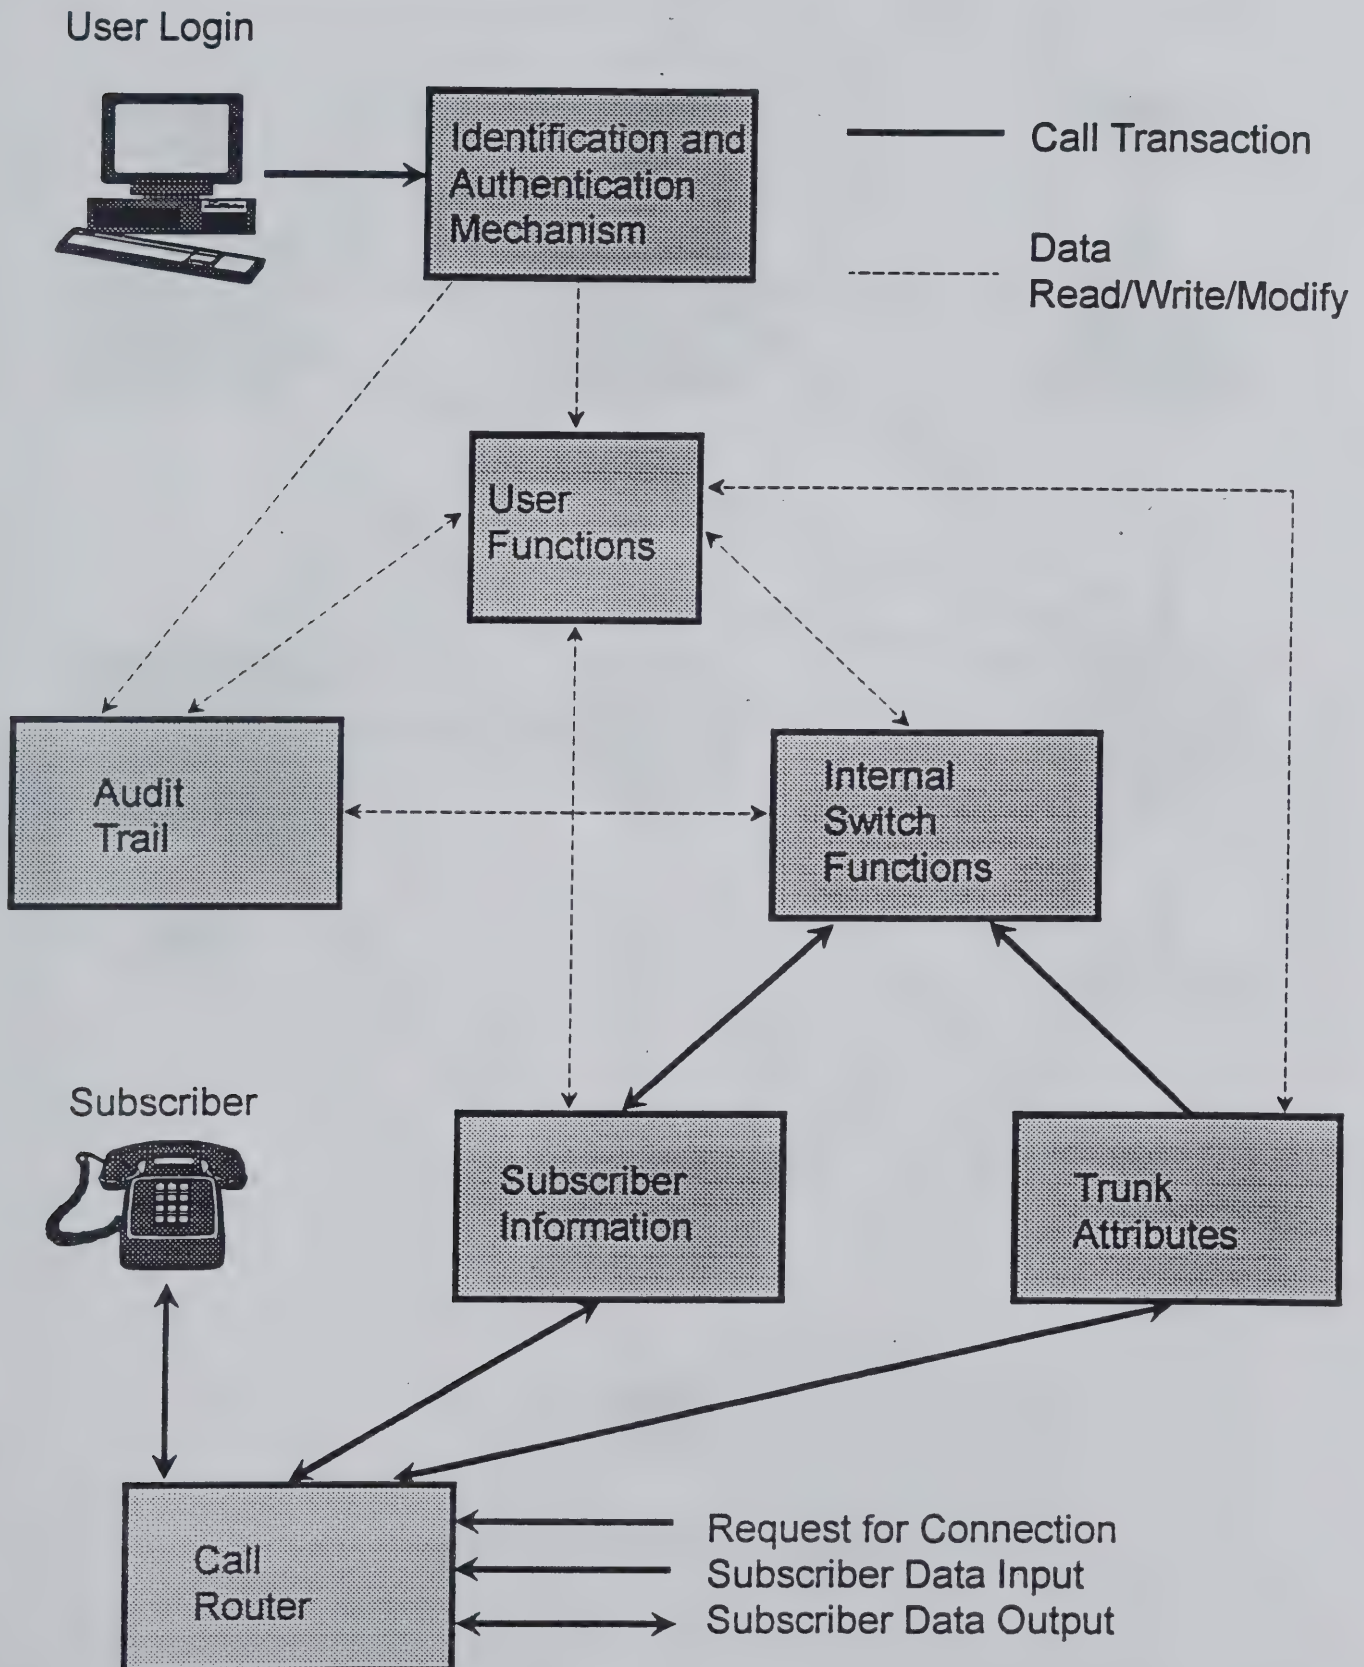 User Login
Identification and
Authentication
Mechanism
Call Transaction
Data
Read/Write/Modify
User
Functions
Audit
Trail
Internal
Switch
Functions
Subscriber
Subscriber
Information
Trunk
Attributes
Call
Router
Request for Connection
Subscriber Data Input
Subscriber Data Output